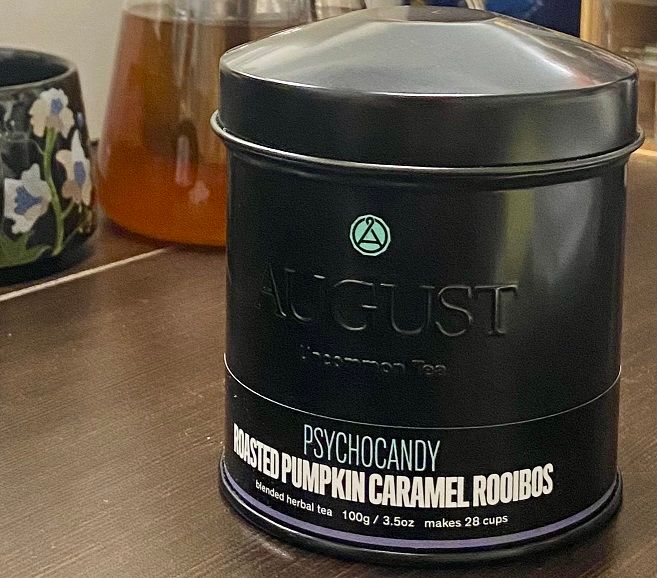 AUGUST
Uncommon Tea
PSYCHOCANDY
ROASTED PUMPKIN CARAMEL ROOIBOS
blended herbal tea 100g / 3.5oz makes 28 cups